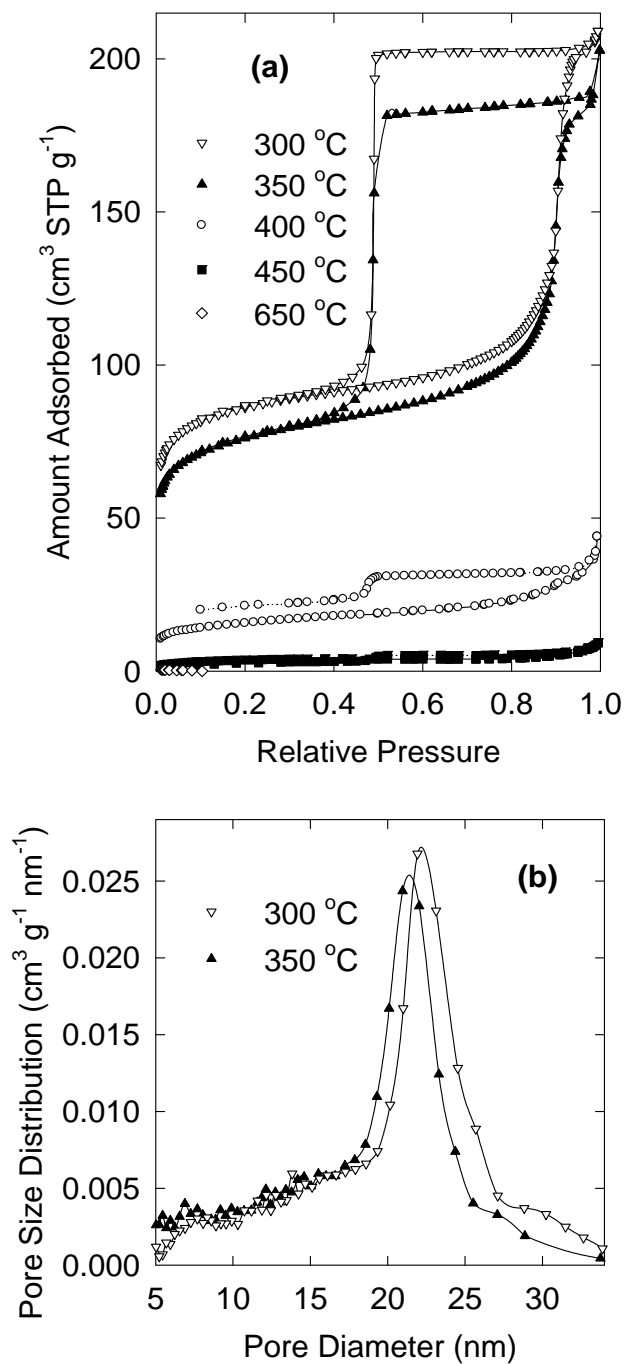 (a)
300 °C
350 °C
400 °C
450 °C
650 °C
200
150
100
50
0
Amount Adsorbed (cm³ STP g⁻¹)
0.0 0.2 0.4 0.6 0.8 1.0
Relative Pressure
(b)
300 °C
350 °C
0.025
0.020
0.015
0.010
0.005
0.000
Pore Size Distribution (cm³ g⁻¹ nm⁻¹)
5 10 15 20 25 30
Pore Diameter (nm)